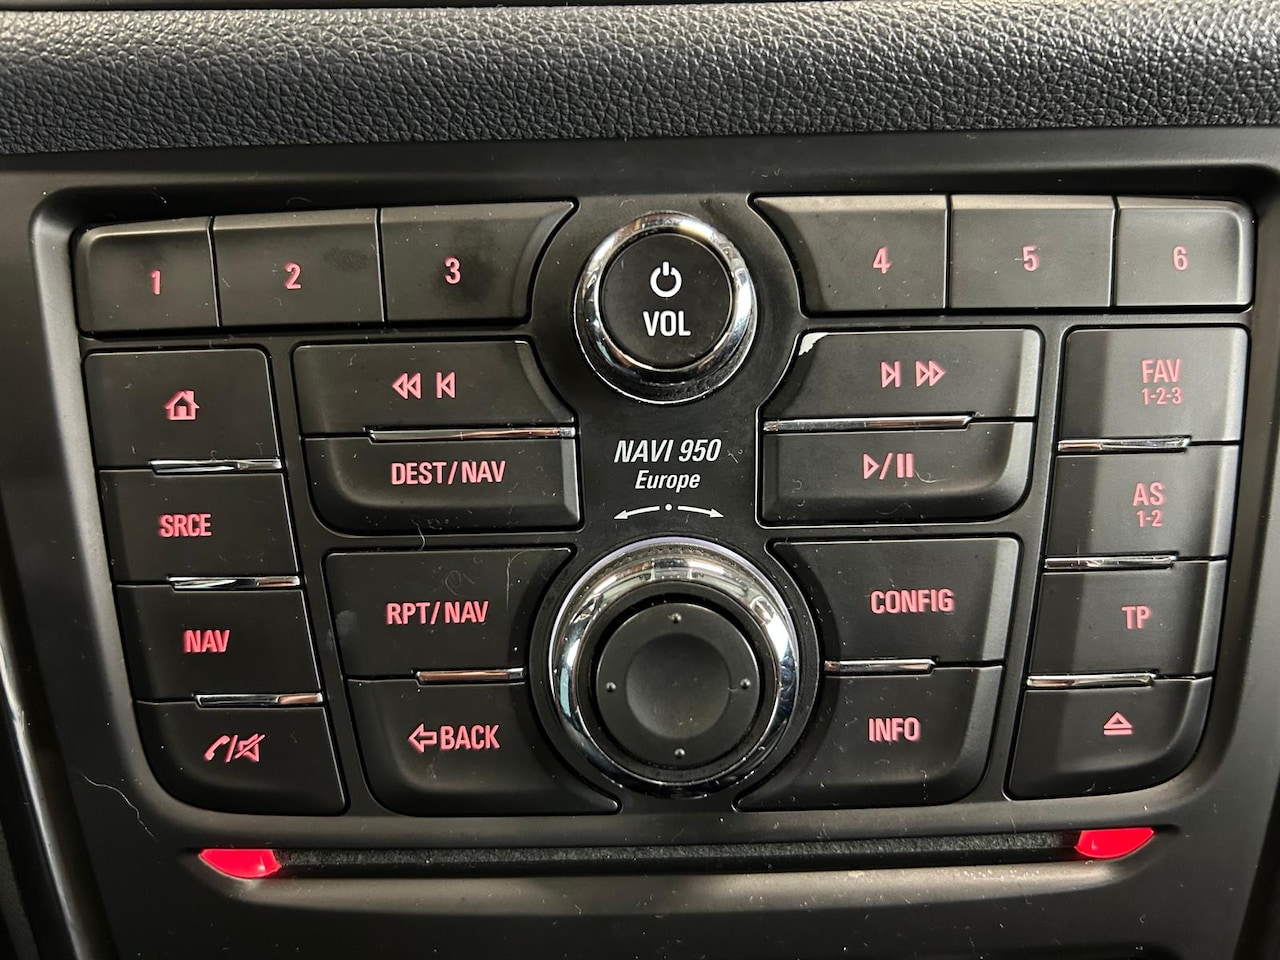 1 2 3
VOL
4 5 6
FAV
1-2-3
NAVI 950
Europe
DEST/NAV
AS
1-2
SRCE
RPT/NAV
CONFIG
TP
NAV
BACK
INFO